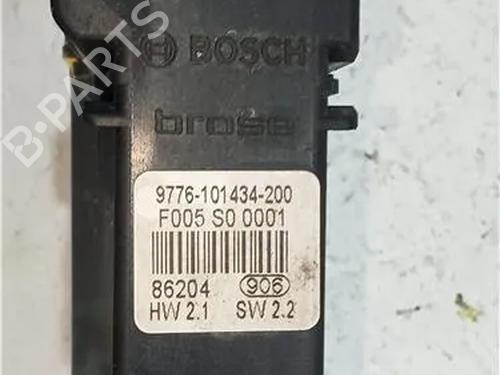 BOSCH
brose
B-PARTS
9776-101434-200
F005 S0 0001
86204 906
HW 2.1 SW 2.2